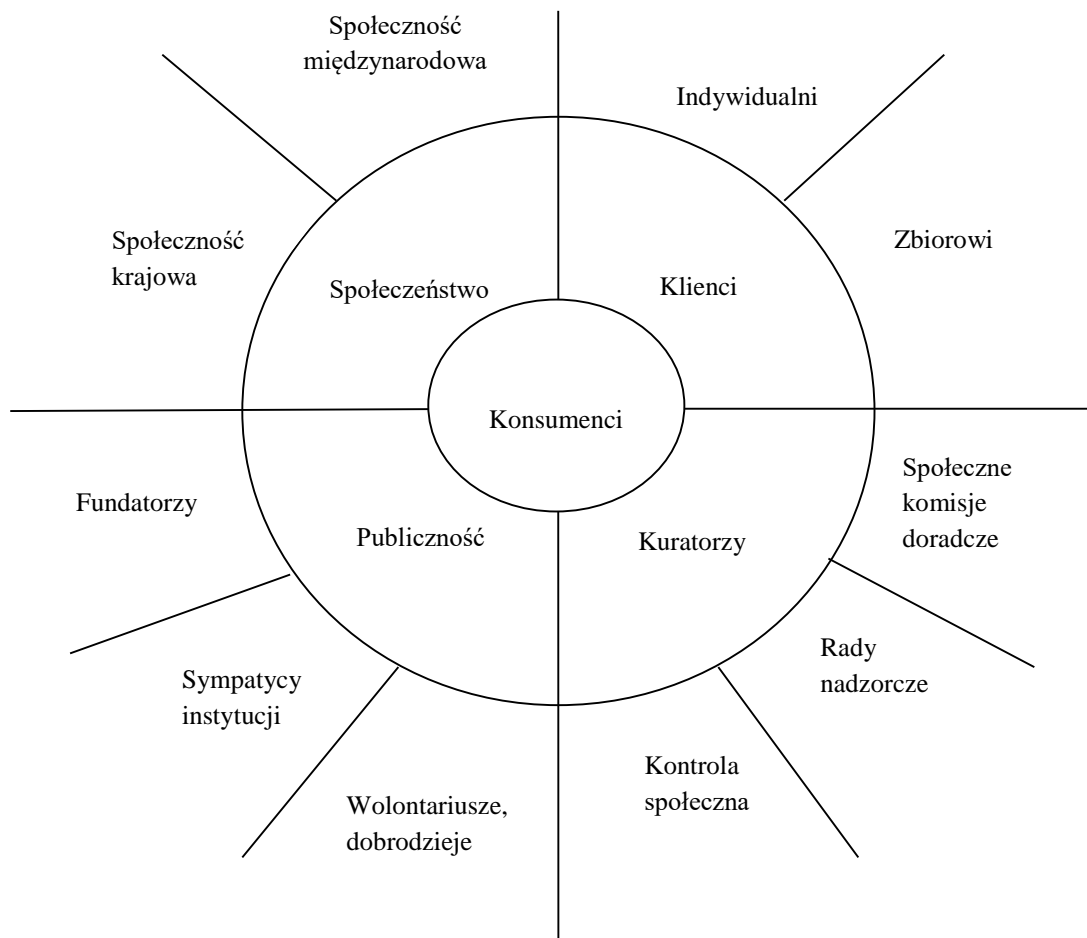 Społeczność
międzynarodowa
Indywidualni
Społeczność
krajowa
Zbiorowi
Społeczeństwo
Klienci
Konsumenci
Fundatorzy
Publiczność
Kuratorzy
Społeczne
komisje
doradcze
Sympatycy
instytucji
Rady
nadzorcze
Wolontariusze,
dobrodzieje
Kontrola
społeczna